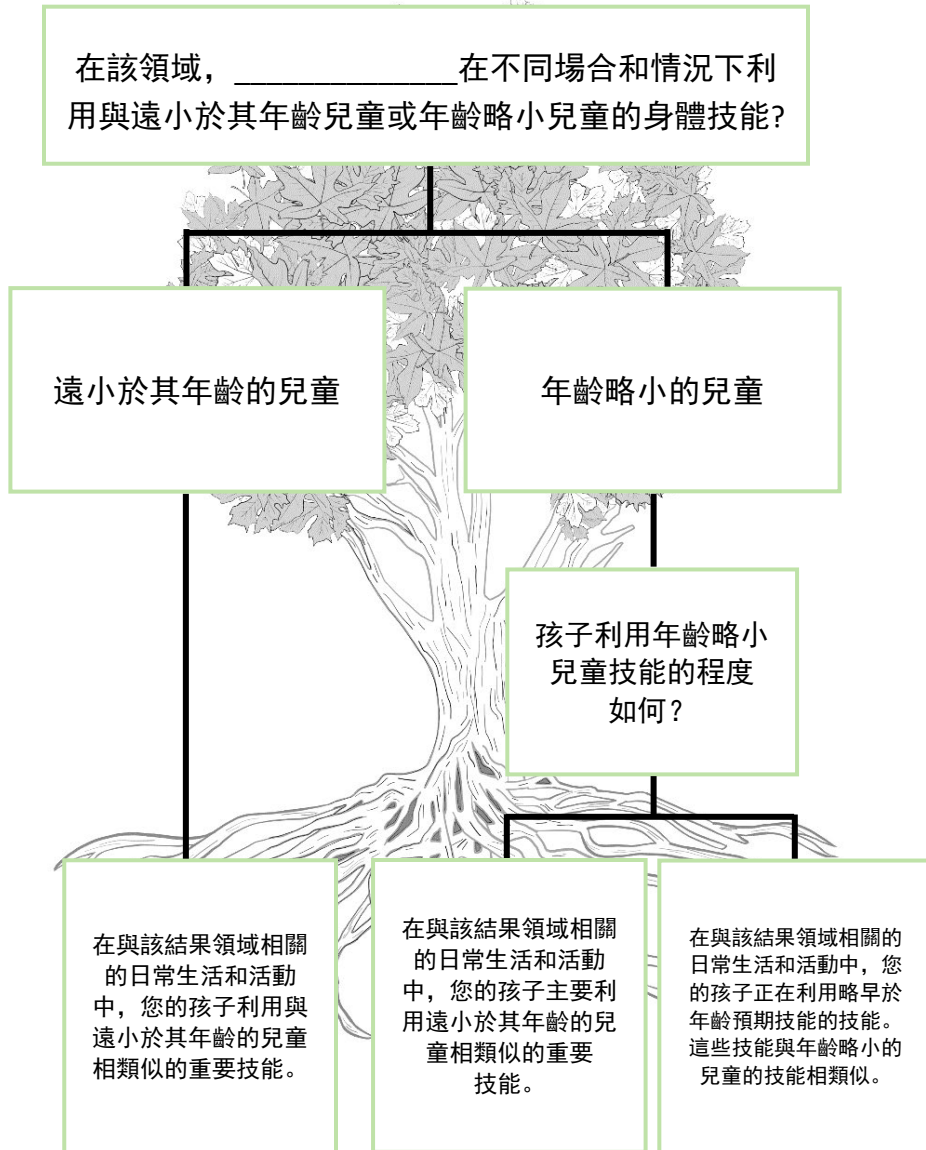 在該領域，______________在不同場合和情況下利
用與遠小於其年齡兒童或年齡略小兒童的身體技能?
遠小於其年齡的兒童
年齡略小的兒童
孩子利用年齡略小
兒童技能的程度
如何？
在與該結果領域相關
的日常生活和活動
中，您的孩子利用與
遠小於其年齡的兒童
相類似的重要技能。
在與該結果領域相關
的日常生活和活動
中，您的孩子主要利
用遠小於其年齡的兒
童相類似的重要
技能。
在與該結果領域相關的
日常生活和活動中，您
的孩子正在利用略早於
年齡預期技能的技能。
這些技能與年齡略小的
兒童的技能相類似。